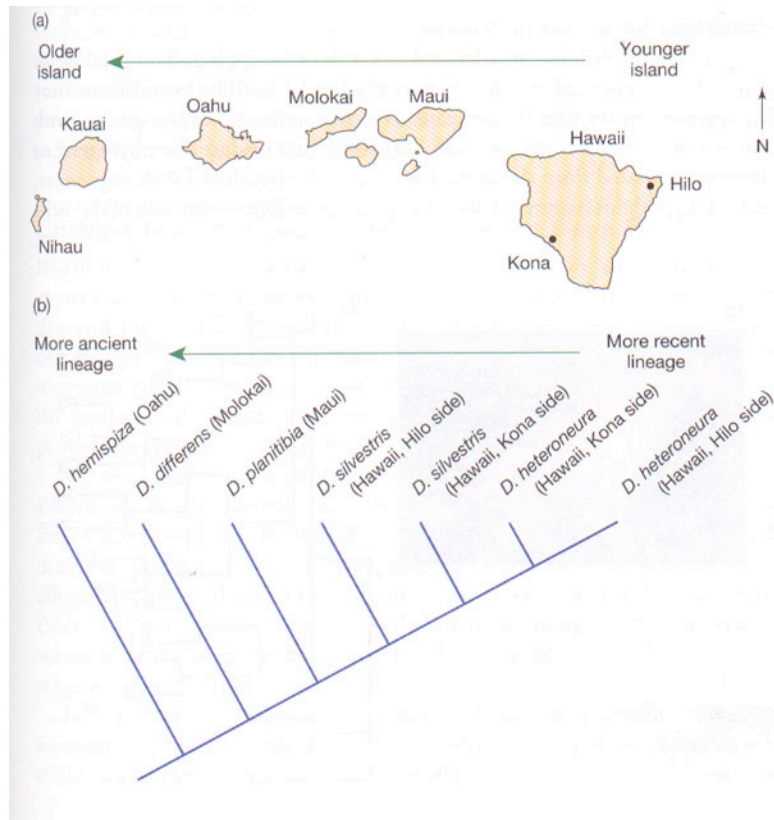 (a)
Older
island
Younger
island
Kauai
Oahu
Molokai
Maui
N
Hawaii
Hilo
Nihau
Kona
(b)
More ancient
lineage
More recent
lineage
D. hemispiza (Oahu)
D. differens (Molokai)
D. planitibia (Maui)
D. silvestris
(Hawaii, Hilo side)
D. silvestris
(Hawaii, Kona side)
D. heteroneura
(Hawaii, Kona side)
D. heteroneura
(Hawaii, Hilo side)